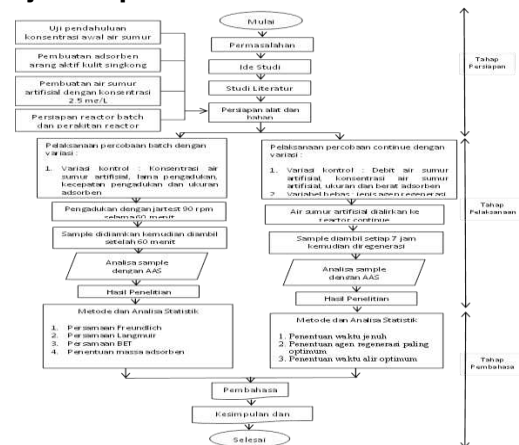 Mulai
Uji pendahuluan
konsentrasi awal air sumur
Permasalahan
Pembuatan adsorben
arang aktif kulit singkong
Ide Studi
Studi Literatur
Pembuatan air sumur
artifisial dengan konsentrasi
2.5 mg/L
Persiapan alat dan
bahan
Persiapan reactor batch
dan perakitan reactor
Tahap
Persiapan
Pelaksanaan percobaan batch dengan
variasi :
1. Variasi kontrol : Konsentrasi air
sumur artifisial, lama pengadukan,
kecepatan pengadukan dan ukuran
adsorben
Pengadukan dengan jartest 90 rpm
selama 60 menit
Sample didiamkan kemudian diambil
setelah 60 menit
Analisa sample
dengan AAS
Hasil Penelitian
Metode dan Analisa Statistik
1. Persamaan Freundlich
2. Persamaan Langmuir
3. Persamaan BET
4. Penentuan massa adsorben
Pelaksanaan percobaan continue dengan
variasi :
1. Variasi kontrol : Debit air sumur
artifisial, konsentrasi air sumur
artifisial, ukuran dan berat adsorben
2. Variabel bebas: jenis agen regenerasi
Air sumur artifisial dialirkan ke
reactor continue
Sample diambil setiap 7 jam
kemudian diregenerasi
Analisa sample
dengan AAS
Hasil Penelitian
Metode dan Analisa Statistik
1. Penentuan waktu jenuh
2. Penentuan agen regenerasi paling
optimum
3. Penentuan waktu alir optimum
Tahap
Pelaksanaan
Pembahasa
Kesimpulan dan
Selesai
Tahap
Pembahasa